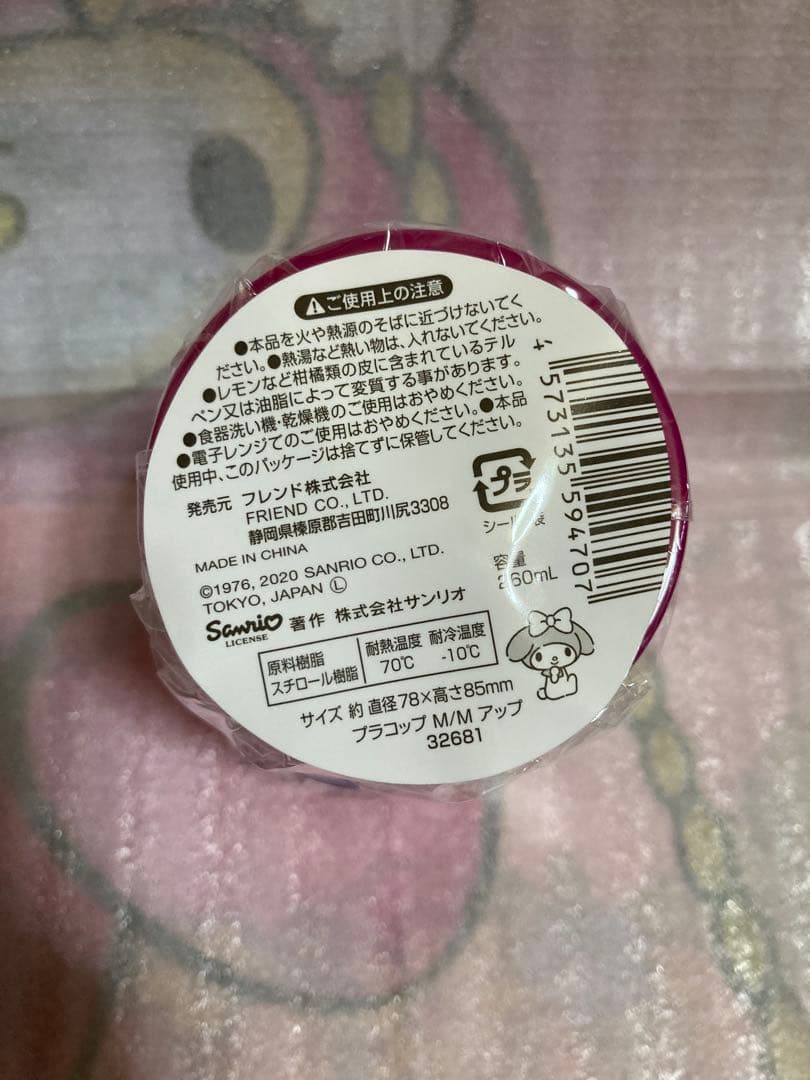 ご使用上の注意
●本品を火や熱源のそばに近づけないでく
ださい。●熱湯など熱い物は、入れないでください。
●レモンなど柑橘類の皮に含まれているテル
ペン又は油脂によって変質する事があります。
●食器洗い機・乾燥機のご使用はおやめください。
●電子レンジでのご使用はおやめください。●本品
使用中、このパッケージは捨てずに保管してください。
発売元 フレンド株式会社
FRIEND CO., LTD.
静岡県榛原郡吉田町川尻3308
MADE IN CHINA
©1976, 2020 SANRIO CO., LTD.
TOKYO, JAPAN Ⓛ
Sanrio 著作 株式会社サンリオ
LICENSE
原料樹脂 耐熱温度 耐冷温度
スチロール樹脂 70℃ -10℃
サイズ 約 直径78×高さ85mm
プラコップ M/M アップ
32681
プラ
シール 袋
容量
260mL
4 573135 594707